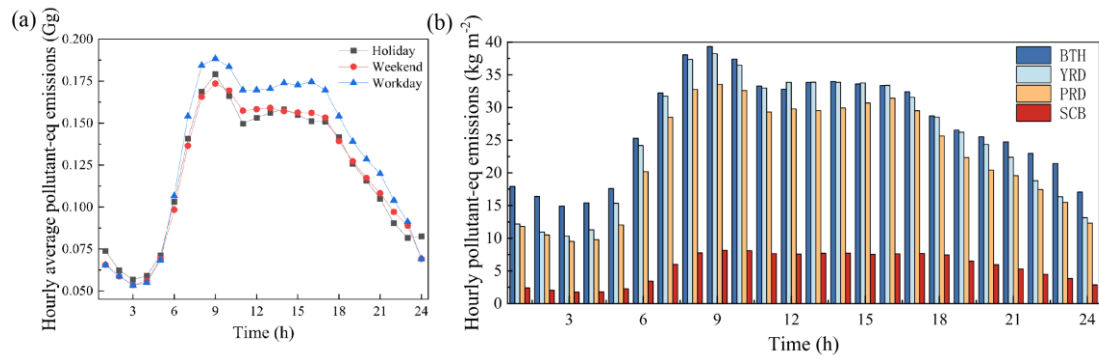 (a)
Hourly average pollutant-eq emissions (Gg)
0.200
0.175
0.150
0.125
0.100
0.075
0.050
Holiday
Weekend
Workday
0 3 6 9 12 15 18 21 24
Time (h)
(b)
Hourly pollutant-eq emissions (kg m-2)
40
35
30
25
20
15
10
5
0
BTH
YRD
PRD
SCB
3 6 9 12 15 18 21 24
Time (h)